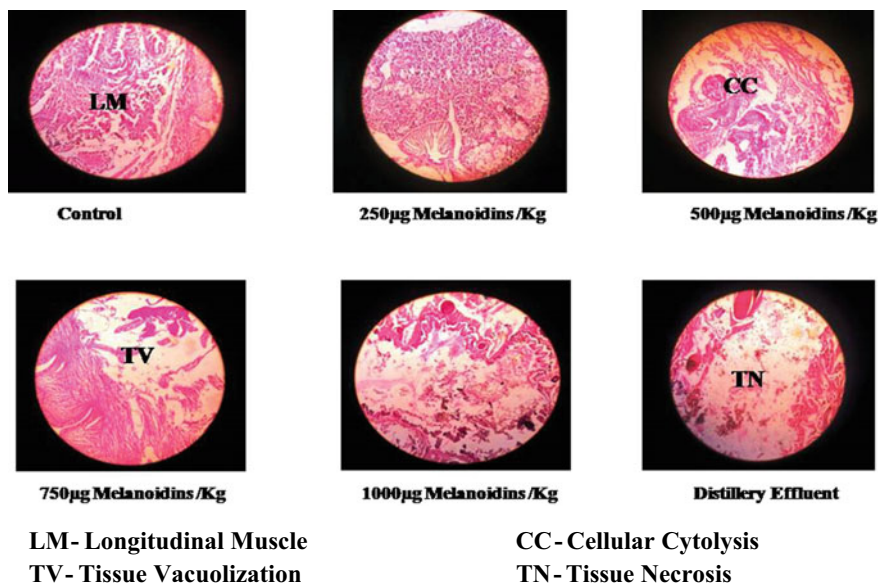 LM
CC
Control
250µg Melanoidins/Kg
500µg Melanoidins/Kg
TV
TN
750µg Melanoidins/Kg
1000µg Melanoidins/Kg
Distillery Effluent
LM- Longitudinal Muscle
CC- Cellular Cytolysis
TV- Tissue Vacuolization
TN- Tissue Necrosis